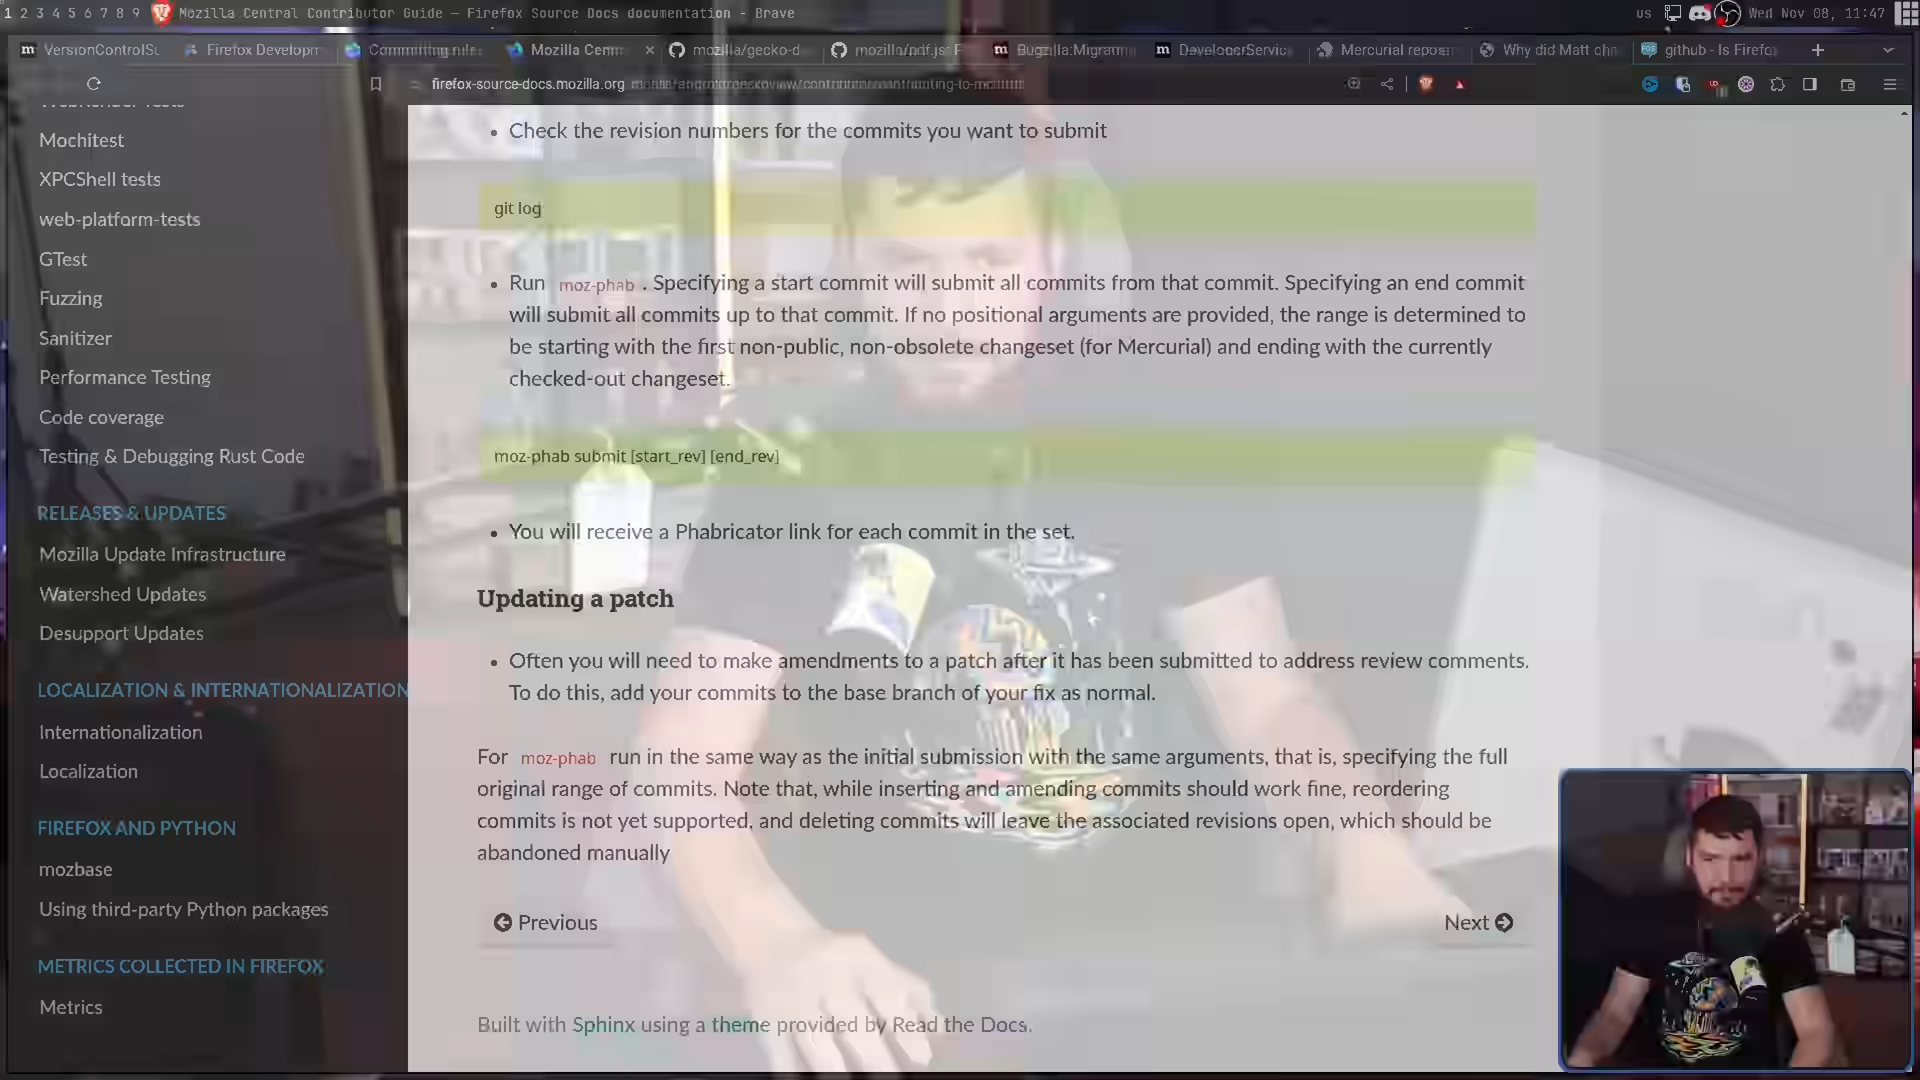 1 2 3 4 5 6 7 8 9 Mozilla Central Contributor Guide — Firefox Source Docs documentation - Brave
us Wed Nov 08, 11:47
VersionControlSu Firefox Developm Committing rule Mozilla Cent mozilla/gecko-d mozilla/pdf.js: F Bugzilla:Migran DeveloperServic Mercurial repos Why did Matt cha github - Is Firefo
firefox-source-docs.mozilla.org
Mochitest
XPCShell tests
web-platform-tests
GTest
Fuzzing
Sanitizer
Performance Testing
Code coverage
Testing & Debugging Rust Code
RELEASES & UPDATES
Mozilla Update Infrastructure
Watershed Updates
Desupport Updates
LOCALIZATION & INTERNATIONALIZATION
Internationalization
Localization
FIREFOX AND PYTHON
mozbase
Using third-party Python packages
METRICS COLLECTED IN FIREFOX
Metrics
• Check the revision numbers for the commits you want to submit
git log
• Run moz-phab . Specifying a start commit will submit all commits from that commit. Specifying an end commit
will submit all commits up to that commit. If no positional arguments are provided, the range is determined to
be starting with the first non-public, non-obsolete changeset (for Mercurial) and ending with the currently
checked-out changeset.
moz-phab submit [start_rev] [end_rev]
• You will receive a Phabricator link for each commit in the set.
Updating a patch
• Often you will need to make amendments to a patch after it has been submitted to address review comments.
To do this, add your commits to the base branch of your fix as normal.
For moz-phab run in the same way as the initial submission with the same arguments, that is, specifying the full
original range of commits. Note that, while inserting and amending commits should work fine, reordering
commits is not yet supported, and deleting commits will leave the associated revisions open, which should be
abandoned manually
Previous
Next
Built with Sphinx using a theme provided by Read the Docs.